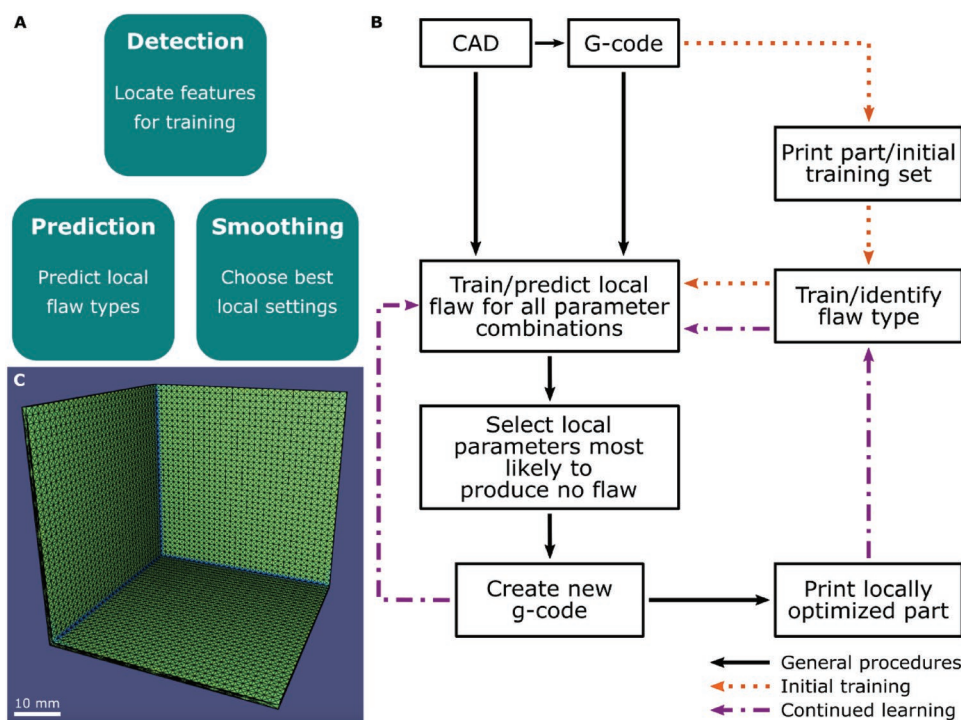 A
Detection
Locate features
for training
Prediction
Predict local
flaw types
Smoothing
Choose best
local settings
C
10 mm
B
CAD
G-code
Print part/initial
training set
Train/predict local
flaw for all parameter
combinations
Train/identify
flaw type
Select local
parameters most
likely to
produce no flaw
Create new
g-code
Print locally
optimized part
General procedures
Initial training
Continued learning